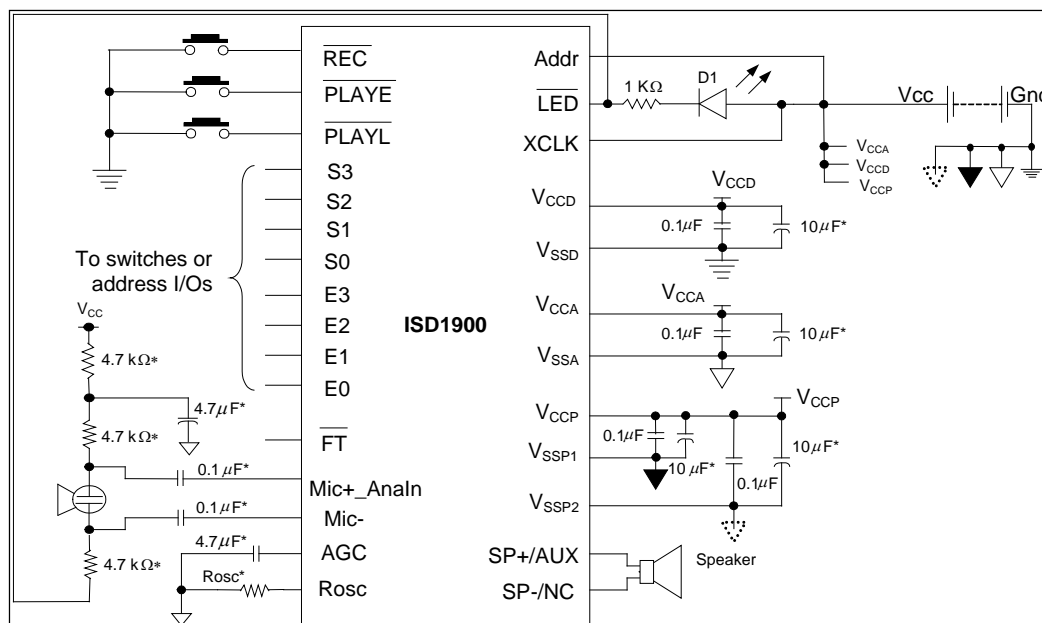 REC
PLAYE
PLAYL
S3
S2
S1
S0
E3
E2
E1
E0
FT
Mic+_AnaIn
Mic-
AGC
Rosc
To switches or
address I/Os
VCC
4.7 kΩ*
4.7μF*
4.7 kΩ*
0.1μF*
0.1μF*
4.7 kΩ*
4.7μF*
Rosc*
ISD1900
Addr
LED
XCLK
VCCD
VSSD
VCCA
VSSA
VCCP
VSSP1
VSSP2
SP+/AUX
SP-/NC
1 KΩ
D1
Vcc
Gnd
VCCA
VCCD
VCCP
VCCD
0.1μF
10μF*
VCCA
0.1μF
10μF*
VCCP
0.1μF
10μF*
0.1μF
10μF*
Speaker